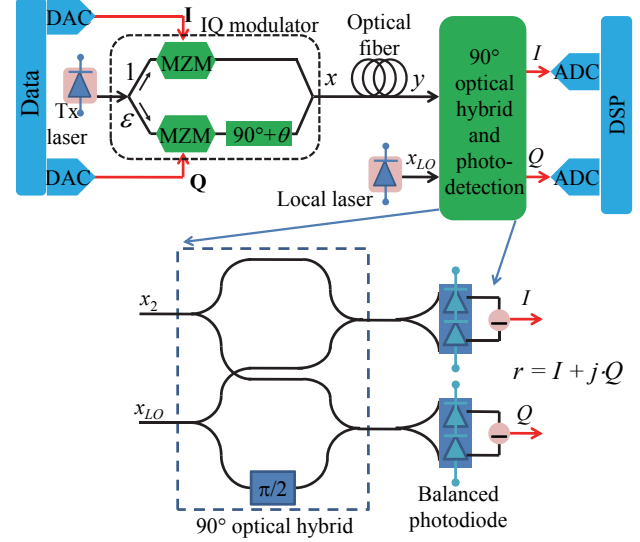 DAC
I
IQ modulator
Data
Tx
laser
1
ε
MZM
MZM
90°+θ
x
Optical
fiber
y
90°
optical
hybrid
and
photo-
detection
I
Q
ADC
ADC
DSP
DAC
Q
Local laser
x_LO
x_2
x_LO
π/2
90° optical hybrid
I
r = I + j·Q
Q
Balanced
photodiode